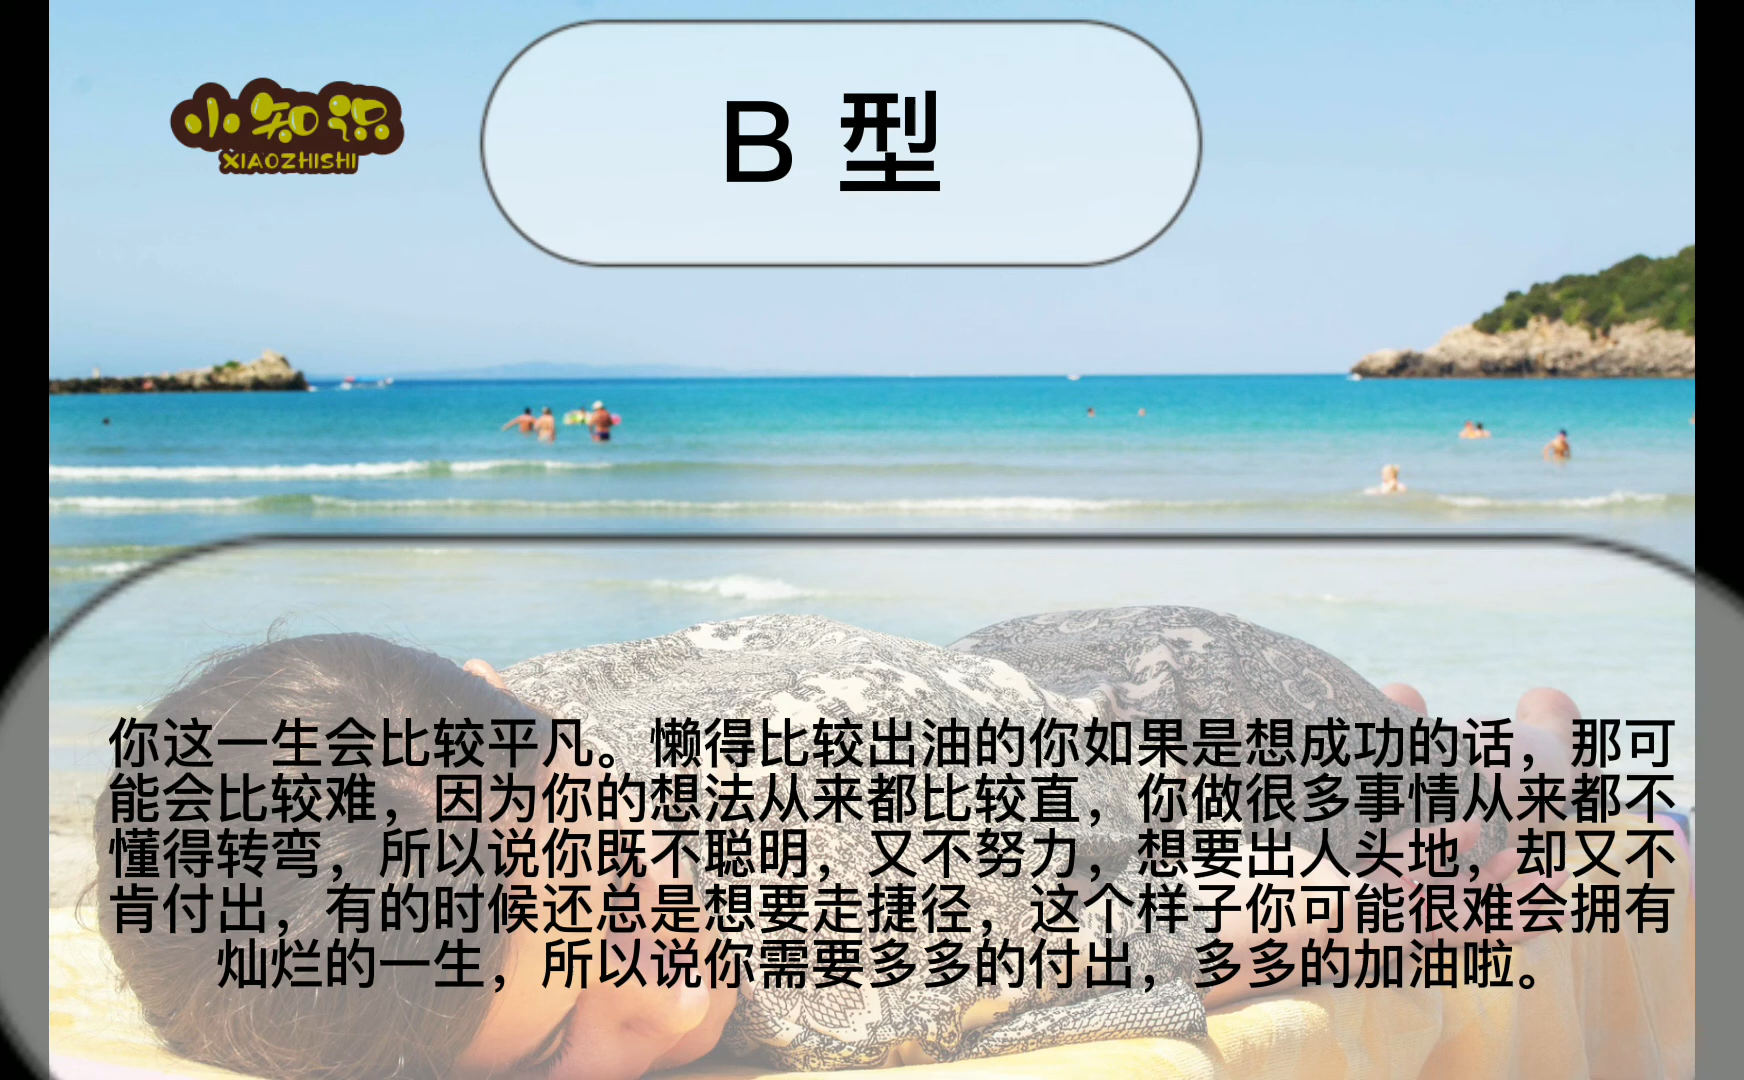 小知识
XIAOZHISHI
B 型
你这一生会比较平凡。懒得比较出油的你如果是想成功的话，那可
能会比较难，因为你的想法从来都比较直，你做很多事情从来都不
懂得转弯，所以说你既不聪明，又不努力，想要出人头地，却又不
肯付出，有的时候还总是想要走捷径，这个样子你可能很难会拥有
灿烂的一生，所以说你需要多多的付出，多多的加油啦。